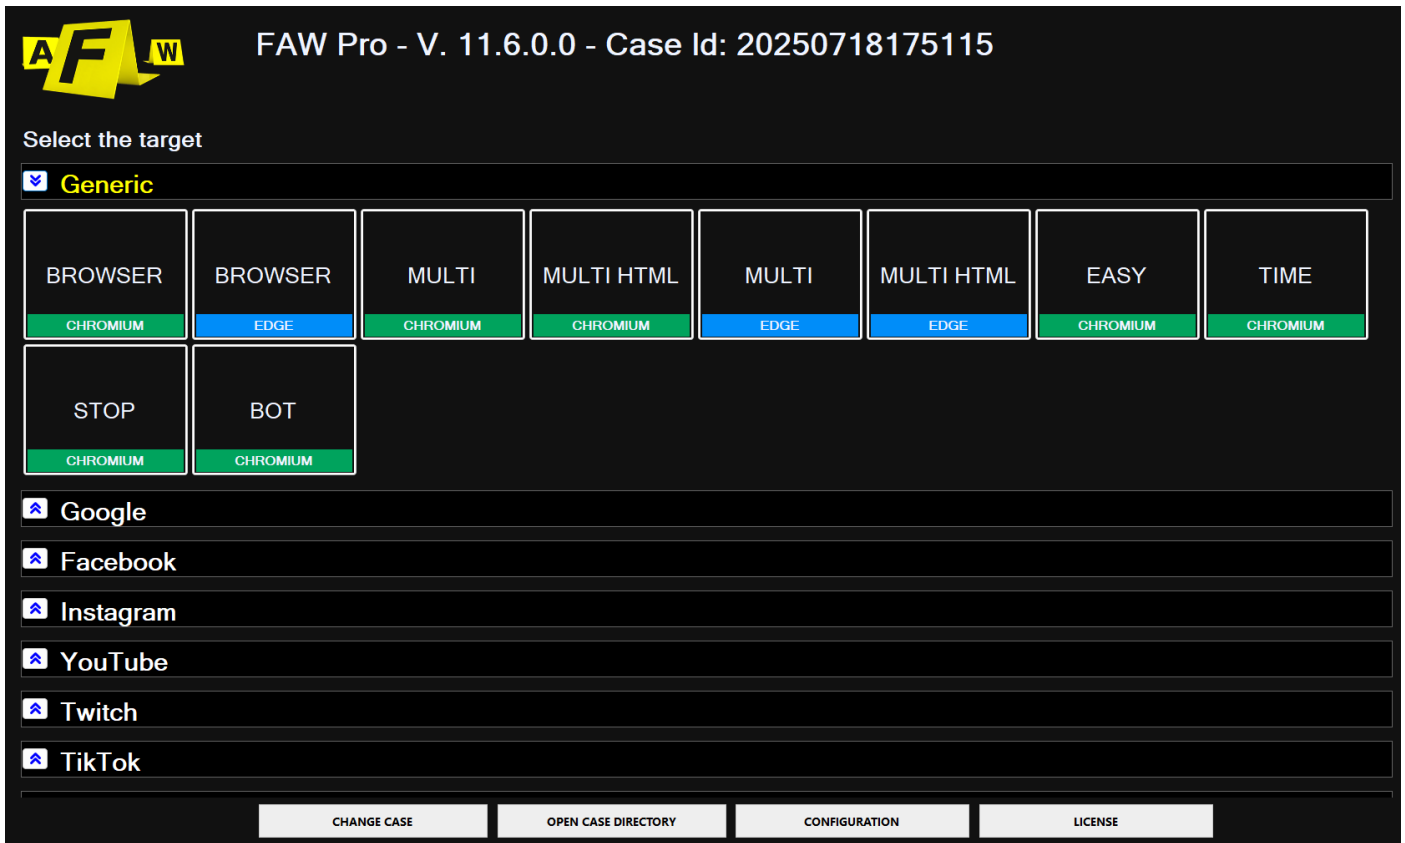 A F W
FAW Pro - V. 11.6.0.0 - Case Id: 20250718175115
Select the target
Generic
BROWSER BROWSER MULTI MULTI HTML MULTI MULTI HTML EASY TIME
CHROMIUM EDGE CHROMIUM CHROMIUM EDGE EDGE CHROMIUM CHROMIUM
STOP BOT
CHROMIUM CHROMIUM
Google
Facebook
Instagram
YouTube
Twitch
TikTok
CHANGE CASE OPEN CASE DIRECTORY CONFIGURATION LICENSE